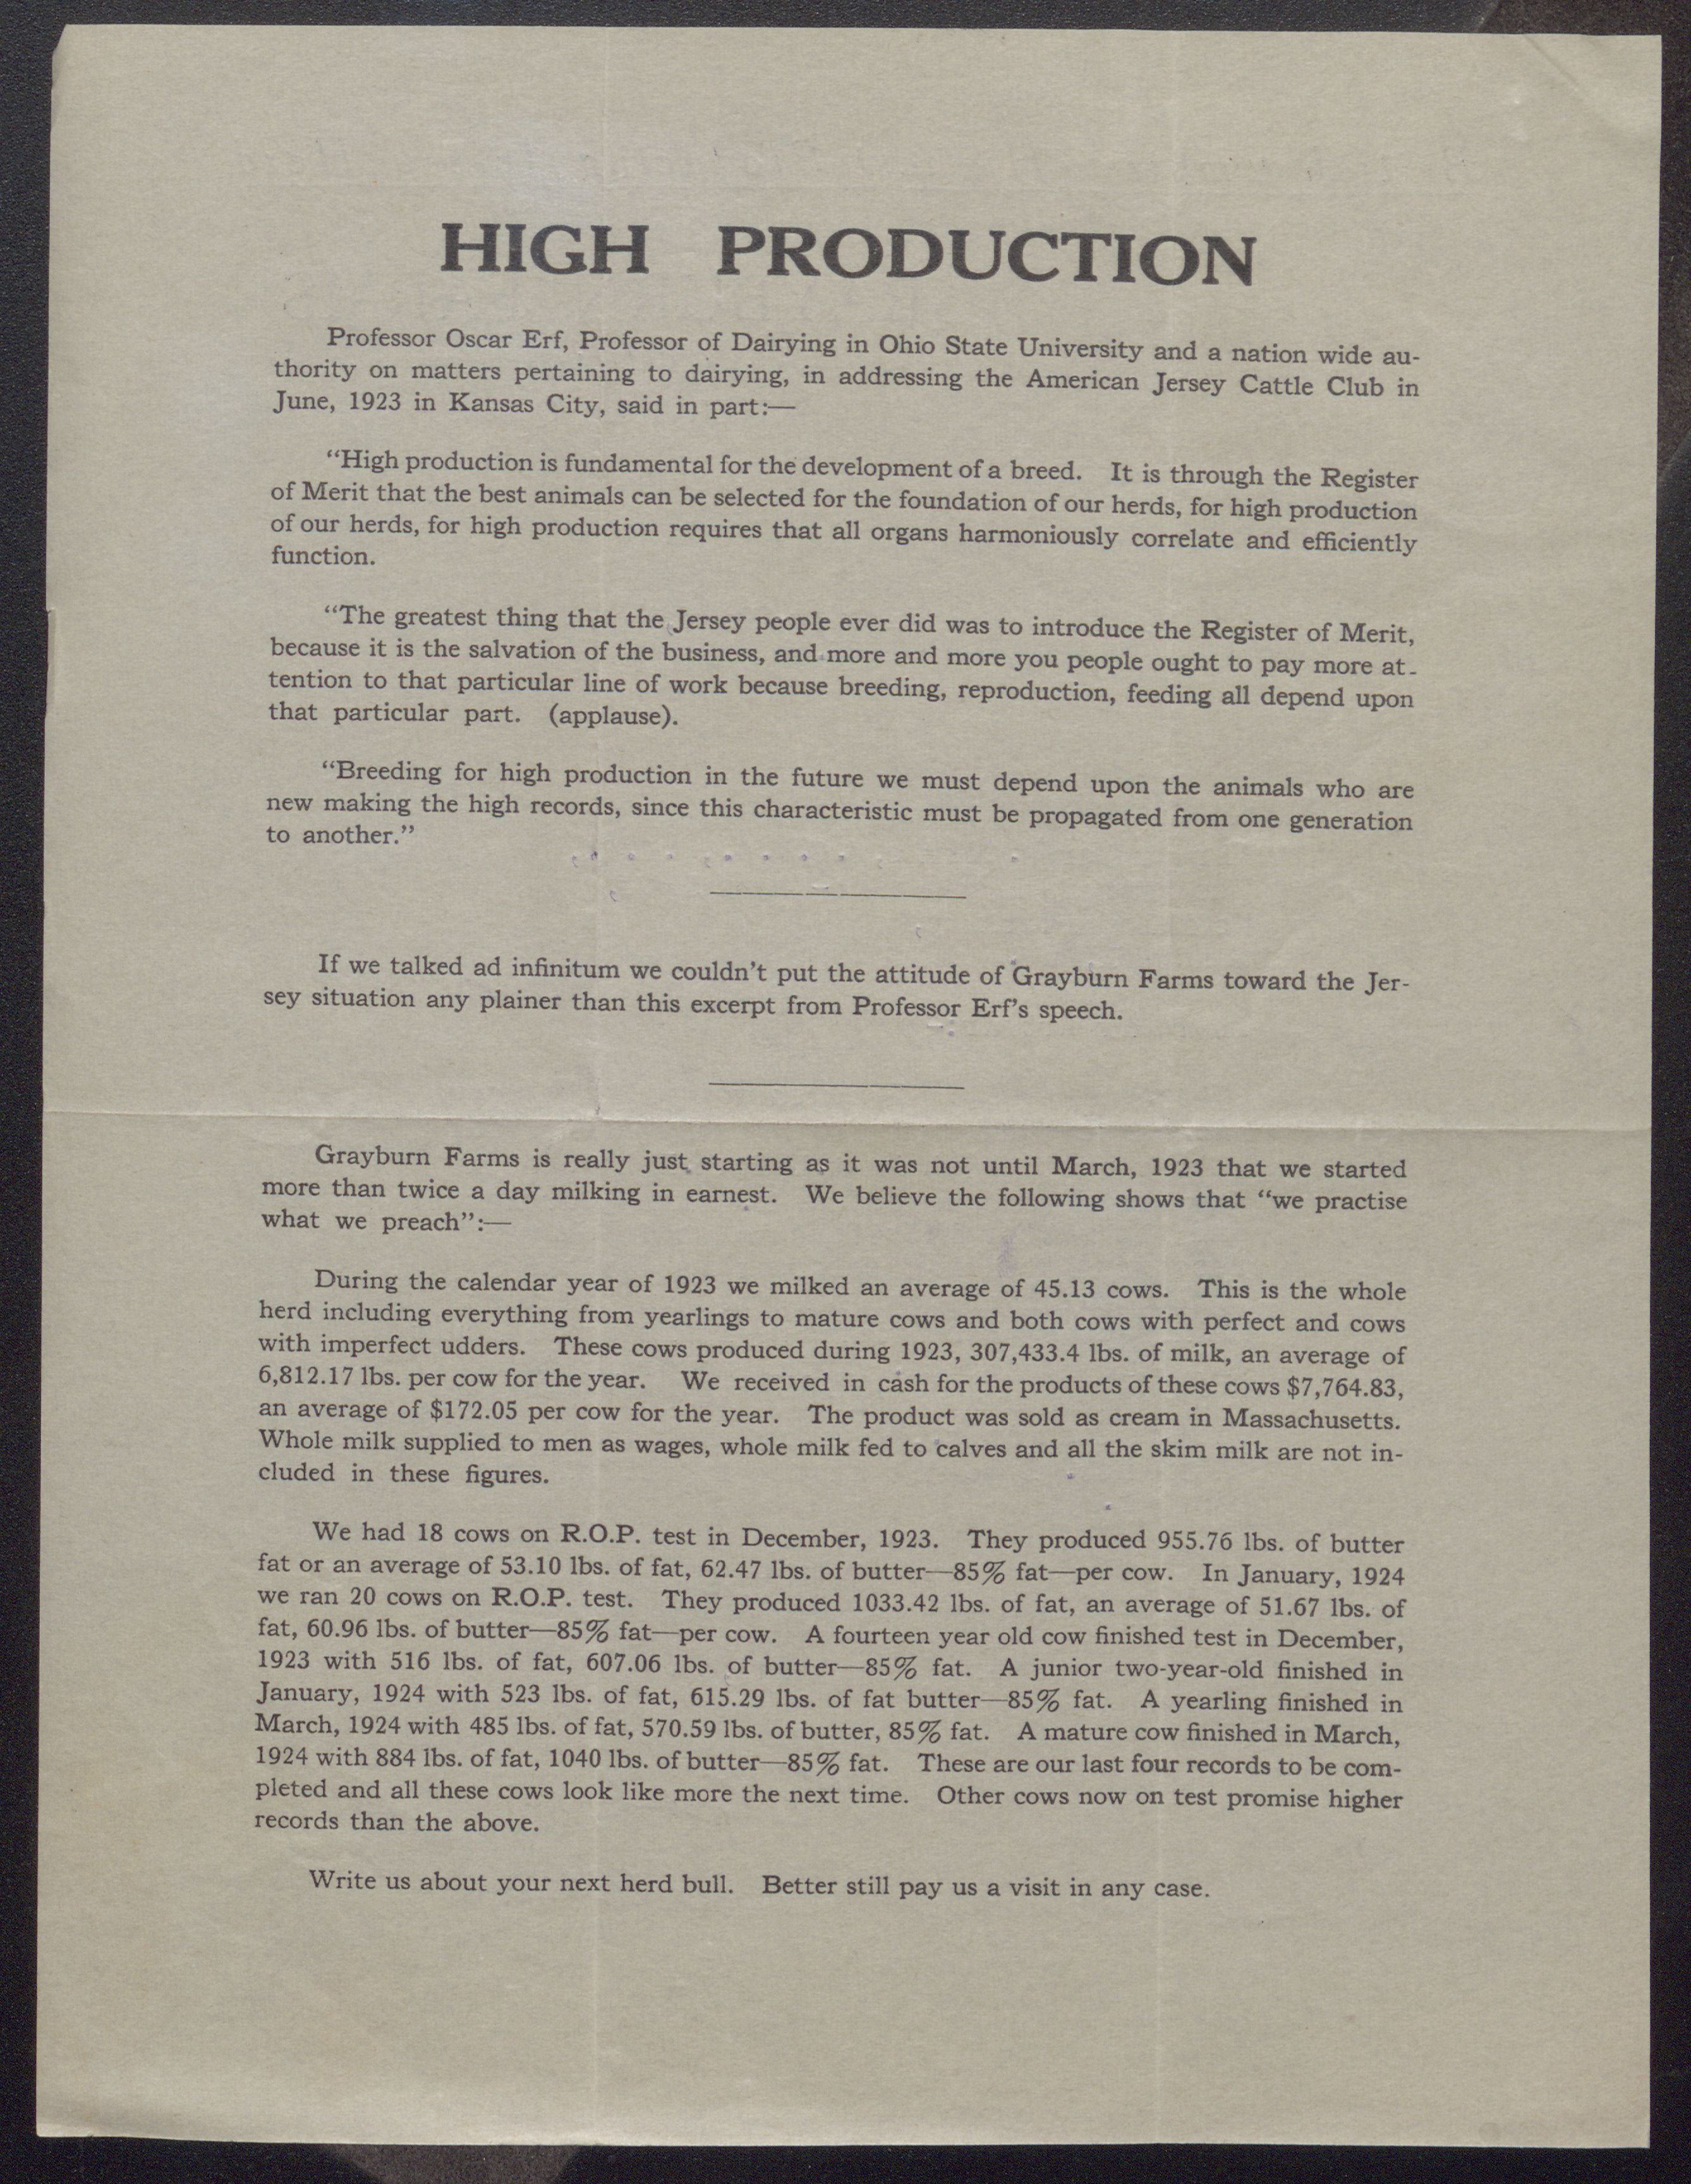 HIGH PRODUCTION
Professor Oscar Erf, Professor of Dairying in Ohio State University and a nation wide au-
thority on matters pertaining to dairying, in addressing the American Jersey Cattle Club in
June, 1923 in Kansas City, said in part:—
“High production is fundamental for the development of a breed. It is through the Register
of Merit that the best animals can be selected for the foundation of our herds, for high production
of our herds, for high production requires that all organs harmoniously correlate and efficiently
function.
“The greatest thing that the Jersey people ever did was to introduce the Register of Merit,
because it is the salvation of the business, and more and more you people ought to pay more at-
tention to that particular line of work because breeding, reproduction, feeding all depend upon
that particular part. (applause).
“Breeding for high production in the future we must depend upon the animals who are
new making the high records, since this characteristic must be propagated from one generation
to another.”
If we talked ad infinitum we couldn’t put the attitude of Grayburn Farms toward the Jer-
sey situation any plainer than this excerpt from Professor Erf’s speech.
Grayburn Farms is really just starting as it was not until March, 1923 that we started
more than twice a day milking in earnest. We believe the following shows that “we practise
what we preach”:—
During the calendar year of 1923 we milked an average of 45.13 cows. This is the whole
herd including everything from yearlings to mature cows and both cows with perfect and cows
with imperfect udders. These cows produced during 1923, 307,433.4 lbs. of milk, an average of
6,812.17 lbs. per cow for the year. We received in cash for the products of these cows $7,764.83,
an average of $172.05 per cow for the year. The product was sold as cream in Massachusetts.
Whole milk supplied to men as wages, whole milk fed to calves and all the skim milk are not in-
cluded in these figures.
We had 18 cows on R.O.P. test in December, 1923. They produced 955.76 lbs. of butter
fat or an average of 53.10 lbs. of fat, 62.47 lbs. of butter—85% fat—per cow. In January, 1924
we ran 20 cows on R.O.P. test. They produced 1033.42 lbs. of fat, an average of 51.67 lbs. of
fat, 60.96 lbs. of butter—85% fat—per cow. A fourteen year old cow finished test in December,
1923 with 516 lbs. of fat, 607.06 lbs. of butter—85% fat. A junior two-year-old finished in
January, 1924 with 523 lbs. of fat, 615.29 lbs. of fat butter—85% fat. A yearling finished in
March, 1924 with 485 lbs. of fat, 570.59 lbs. of butter, 85% fat. A mature cow finished in March,
1924 with 884 lbs. of fat, 1040 lbs. of butter—85% fat. These are our last four records to be com-
pleted and all these cows look like more the next time. Other cows now on test promise higher
records than the above.
Write us about your next herd bull. Better still pay us a visit in any case.